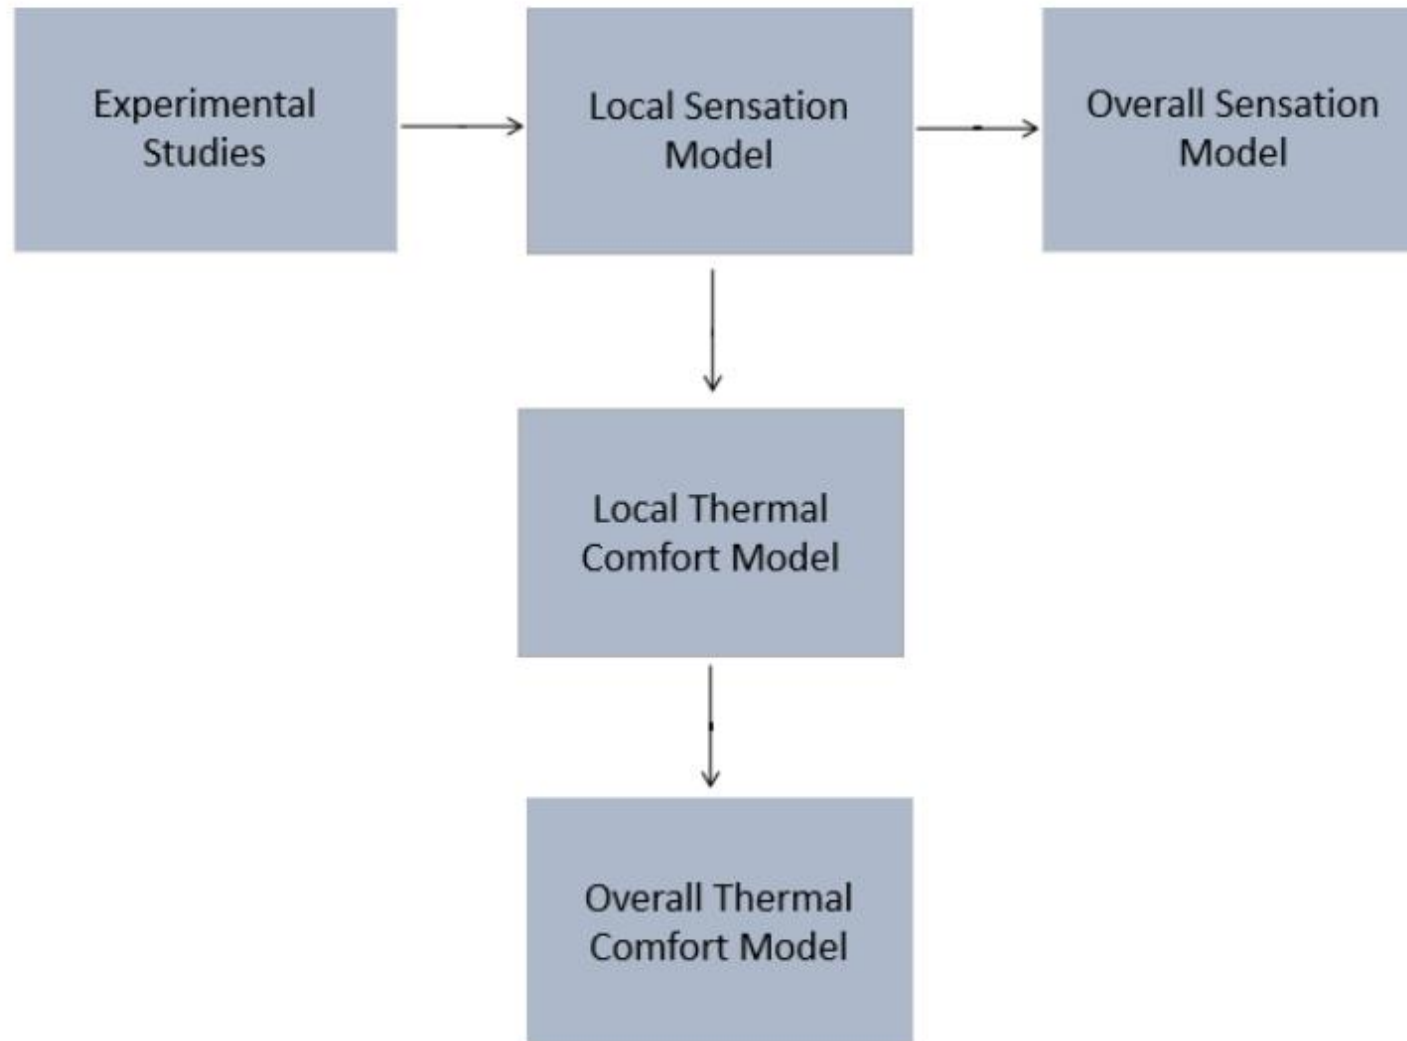 Experimental
Studies
Local Sensation
Model
Overall Sensation
Model
Local Thermal
Comfort Model
Overall Thermal
Comfort Model